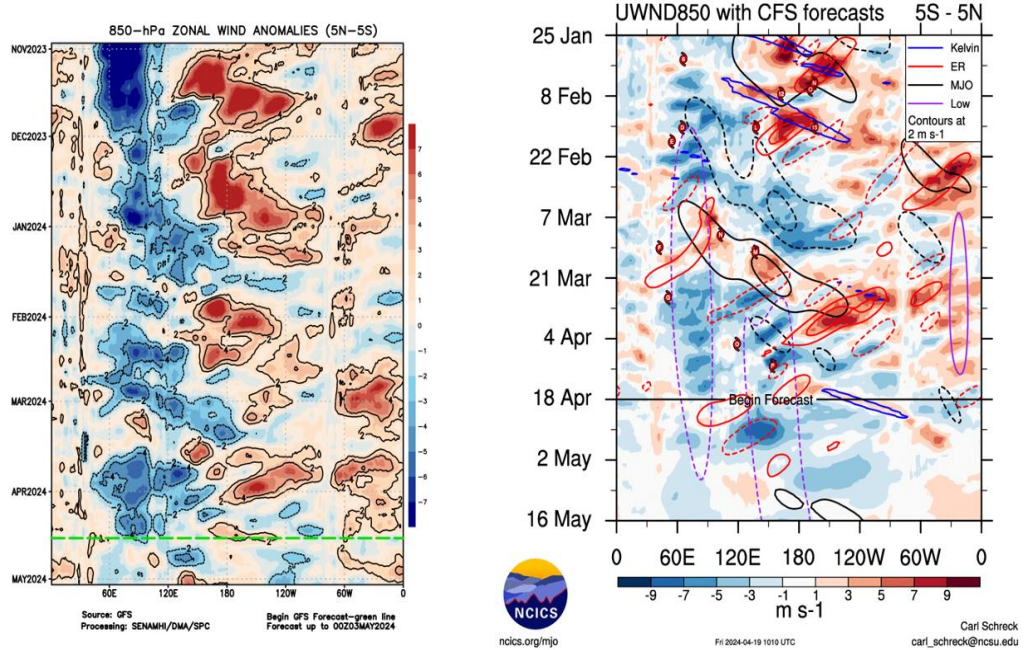 850-hPa ZONAL WIND ANOMALIES (5N-5S)
NOV2023
DEC2023
JAN2024
FEB2024
MAR2024
APR2024
MAY2024
60E 120E 180 120W 60W 0
7
6
5
4
3
2
1
0
-1
-2
-3
-4
-5
-6
-7
Source: GFS
Processing: SENAMHI/DMA/SPC
Begin GFS Forecast-green line
Forecast up to 00Z03MAY2024
UWND850 with CFS forecasts 5S - 5N
25 Jan
8 Feb
22 Feb
7 Mar
21 Mar
4 Apr
18 Apr
2 May
16 May
Kelvin
ER
MJO
Low
Contours at
2 m s-1
Begin Forecast
0 60E 120E 180 120W 60W 0
-9 -7 -5 -3 -1 1 3 5 7 9
m s-1
NCICS
ncics.org/mjo
Fri 2024-04-19 1010 UTC
Carl Schreck
carl_schreck@ncsu.edu